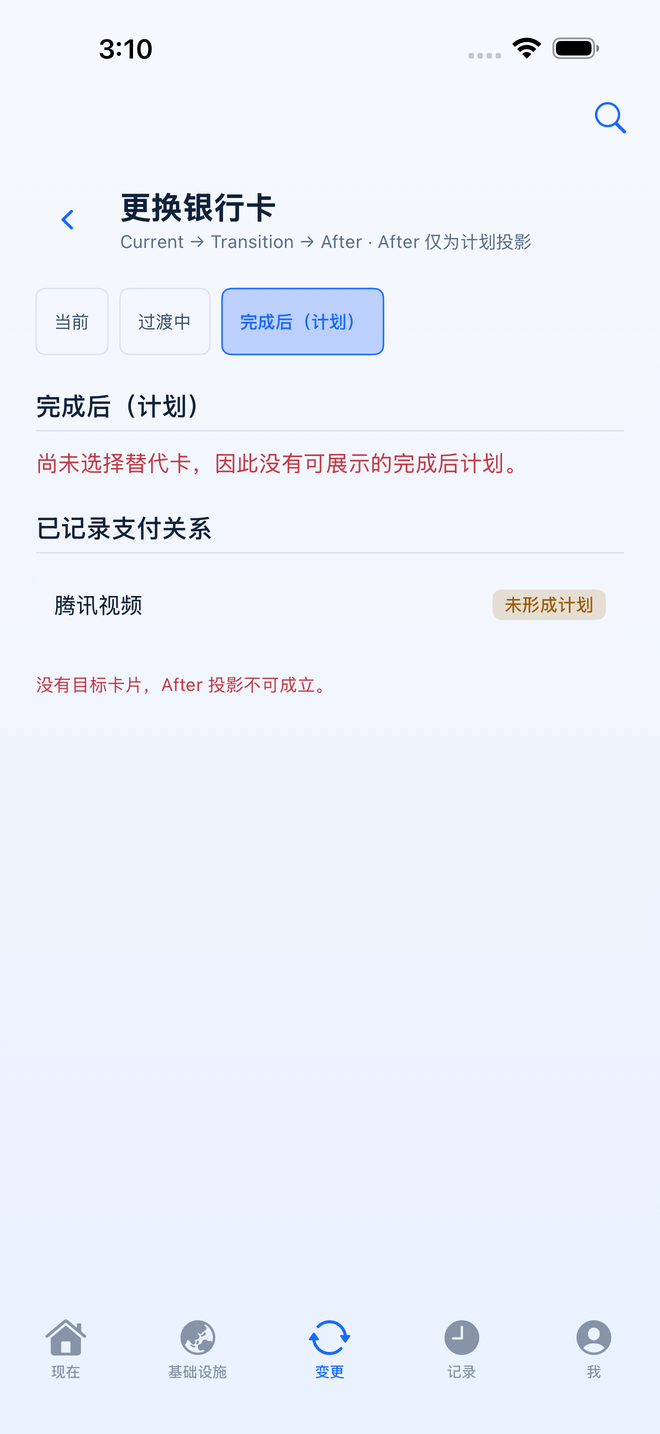 3:10
更换银行卡
Current → Transition → After · After 仅为计划投影
当前
过渡中
完成后（计划）
完成后（计划）
尚未选择替代卡，因此没有可展示的完成后计划。
已记录支付关系
腾讯视频
未形成计划
没有目标卡片，After 投影不可成立。
现在
基础设施
变更
记录
我